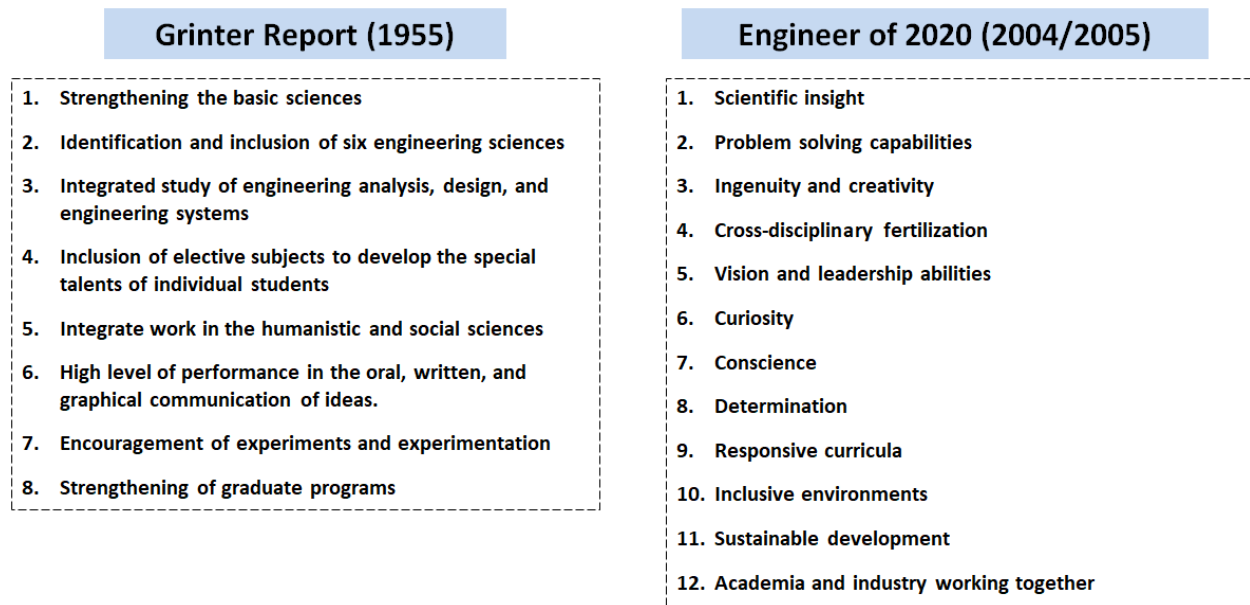 Grinter Report (1955)
1. Strengthening the basic sciences
2. Identification and inclusion of six engineering sciences
3. Integrated study of engineering analysis, design, and
engineering systems
4. Inclusion of elective subjects to develop the special
talents of individual students
5. Integrate work in the humanistic and social sciences
6. High level of performance in the oral, written, and
graphical communication of ideas.
7. Encouragement of experiments and experimentation
8. Strengthening of graduate programs
Engineer of 2020 (2004/2005)
1. Scientific insight
2. Problem solving capabilities
3. Ingenuity and creativity
4. Cross-disciplinary fertilization
5. Vision and leadership abilities
6. Curiosity
7. Conscience
8. Determination
9. Responsive curricula
10. Inclusive environments
11. Sustainable development
12. Academia and industry working together